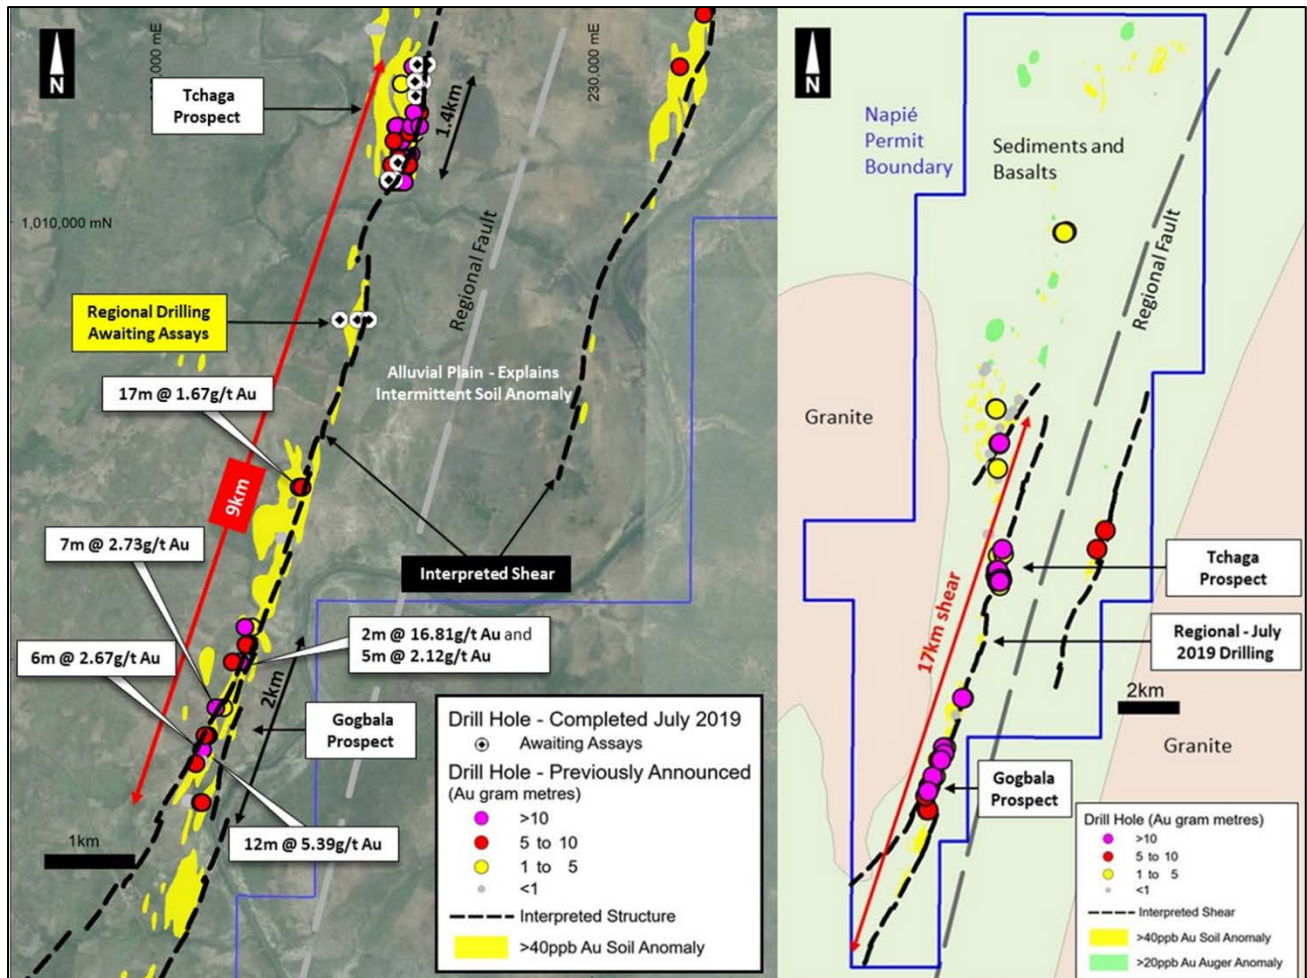 N
230,000 mE
Tchaga
Prospect
1.4km
1,010,000 mN
Regional Fault
Regional Drilling
Awaiting Assays
Alluvial Plain - Explains
Intermittent Soil Anomaly
17m @ 1.67g/t Au
9km
7m @ 2.73g/t Au
Interpreted Shear
2m @ 16.81g/t Au and
5m @ 2.12g/t Au
6m @ 2.67g/t Au
2km
Gogbala
Prospect
1km
12m @ 5.39g/t Au
Drill Hole - Completed July 2019
Awaiting Assays
Drill Hole - Previously Announced
(Au gram metres)
>10
5 to 10
1 to 5
<1
Interpreted Structure
>40ppb Au Soil Anomaly
N
Napié
Permit
Boundary
Sediments and
Basalts
Regional Fault
Granite
17km shear
Tchaga
Prospect
Regional - July
2019 Drilling
2km
Granite
Gogbala
Prospect
Drill Hole (Au gram metres)
>10
5 to 10
1 to 5
<1
Interpreted Shear
>40ppb Au Soil Anomaly
>20ppb Au Auger Anomaly